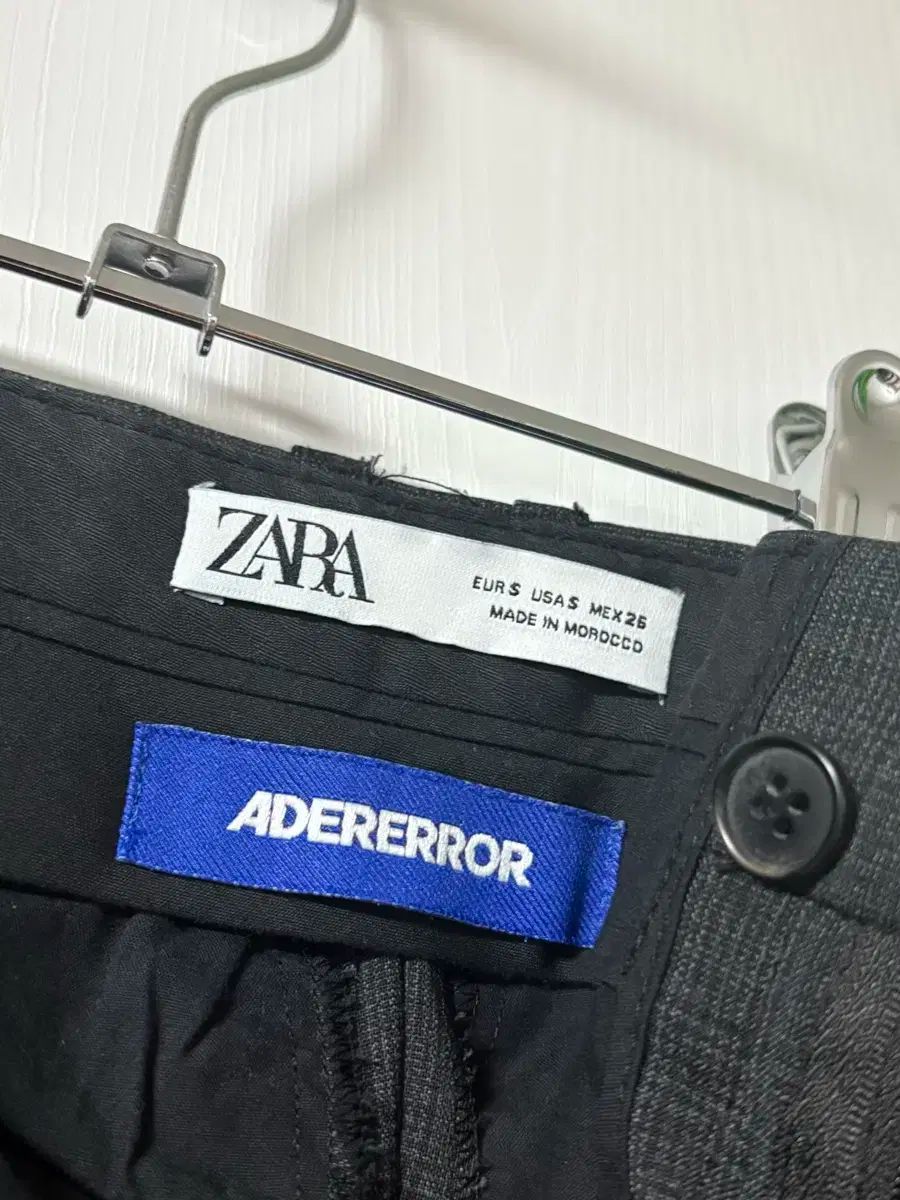 ZARA
EUR S USA S MEX 26
MADE IN MOROCCO
ADERERROR